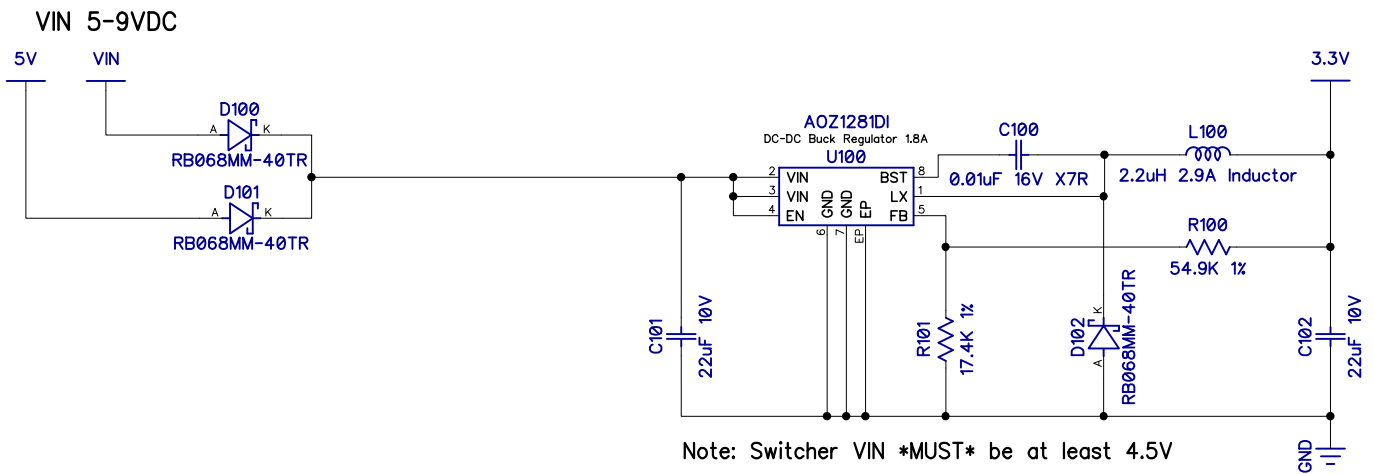 VIN 5-9VDC
5V
VIN
3.3V
D100
A
K
RB068MM-40TR
D101
A
K
RB068MM-40TR
AOZ1281DI
DC-DC Buck Regulator 1.8A
U100
2
VIN
3
VIN
4
EN
GND
GND
EP
BST
8
LX
1
FB
5
6
7
EP
C100
0.01uF 16V X7R
L100
2.2uH 2.9A Inductor
R100
54.9K 1%
C101
22uF 10V
R101
17.4K 1%
D102
K
A
RB068MM-40TR
C102
22uF 10V
Note: Switcher VIN *MUST* be at least 4.5V
GND